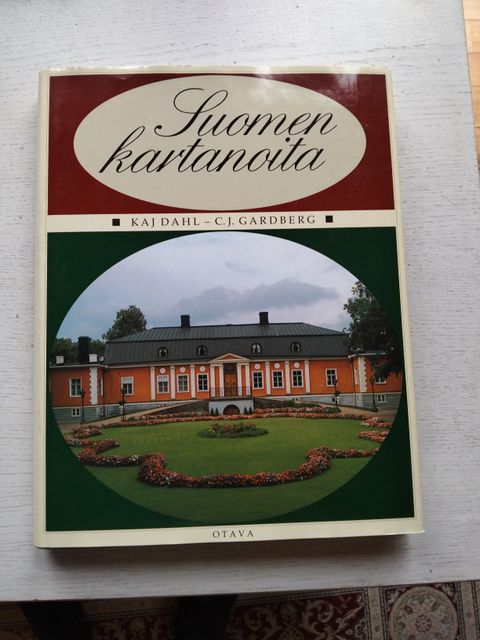 Suomen
kartanoita
KAJ DAHL – C.J. GARDBERG
OTAVA